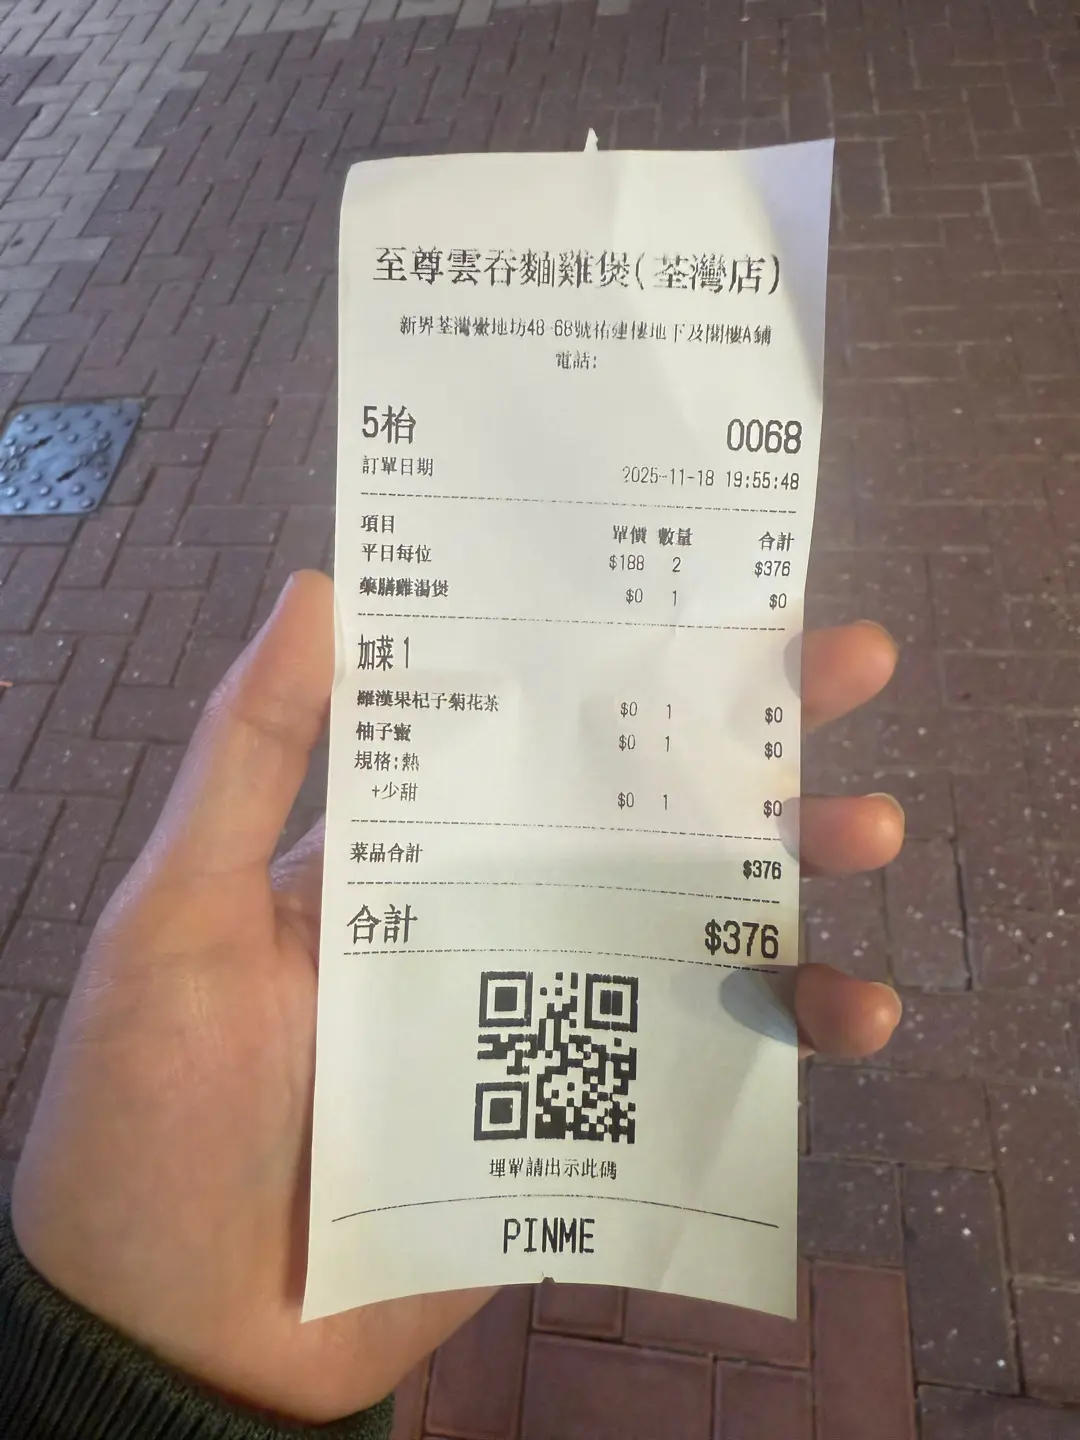 至尊雲吞麵雞煲(荃灣店)
新界荃灣地坊48-68號祐建樓地下及閣樓A鋪
電話:
5枱 0068
訂單日期 2025-11-18 19:55:48
項目 單價 數量 合計
平日每位 $188 2 $376
藥膳雞湯煲 $0 1 $0
加菜 1
羅漢果杞子菊花茶 $0 1 $0
柚子蜜 $0 1 $0
規格:熱
+少甜 $0 1 $0
菜品合計 $376
合計 $376
埋單請出示此碼
PINME